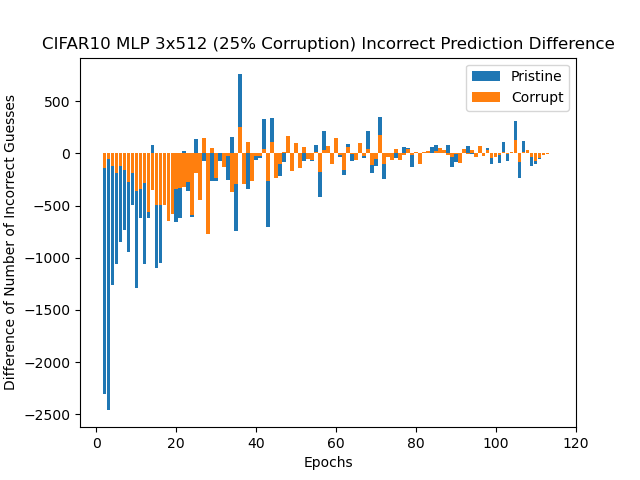 CIFAR10 MLP 3x512 (25% Corruption) Incorrect Prediction Difference
Pristine
Corrupt
Difference of Number of Incorrect Guesses
500
0
−500
−1000
−1500
−2000
−2500
0 20 40 60 80 100 120
Epochs